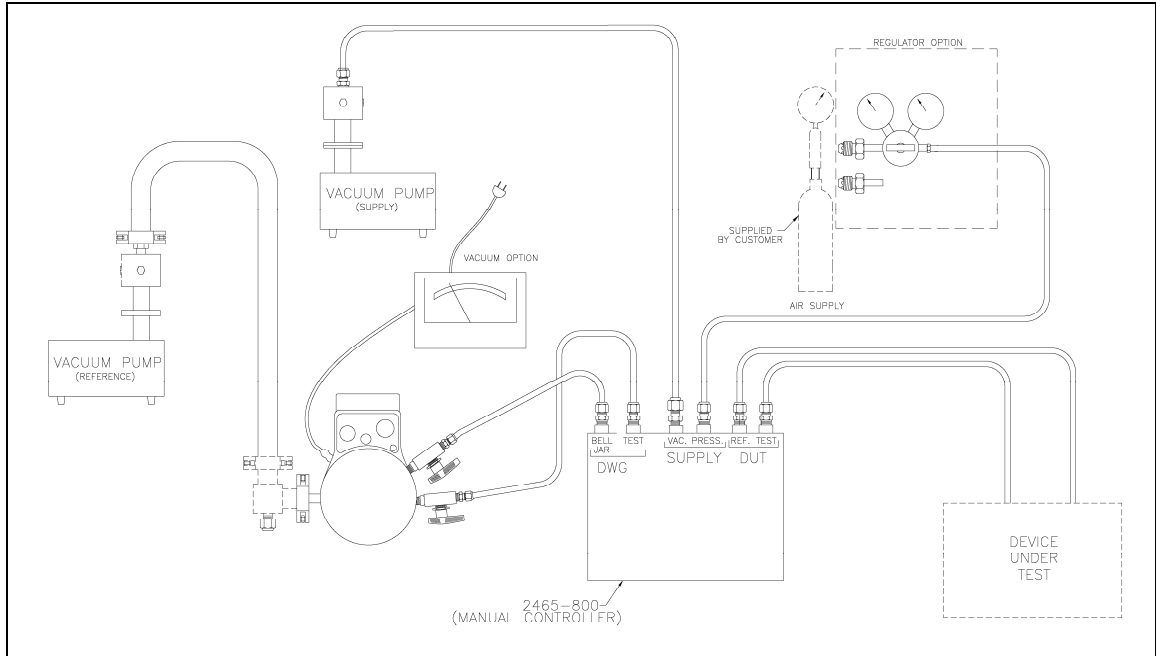 REGULATOR OPTION
VACUUM PUMP
(SUPPLY)
SUPPLIED
BY CUSTOMER
VACUUM OPTION
AIR SUPPLY
VACUUM PUMP
(REFERENCE)
BELL
JAR
TEST
DWG
VAC. PRESS.
SUPPLY
REF. TEST
DUT
DEVICE
UNDER
TEST
2465-800
(MANUAL CONTROLLER)